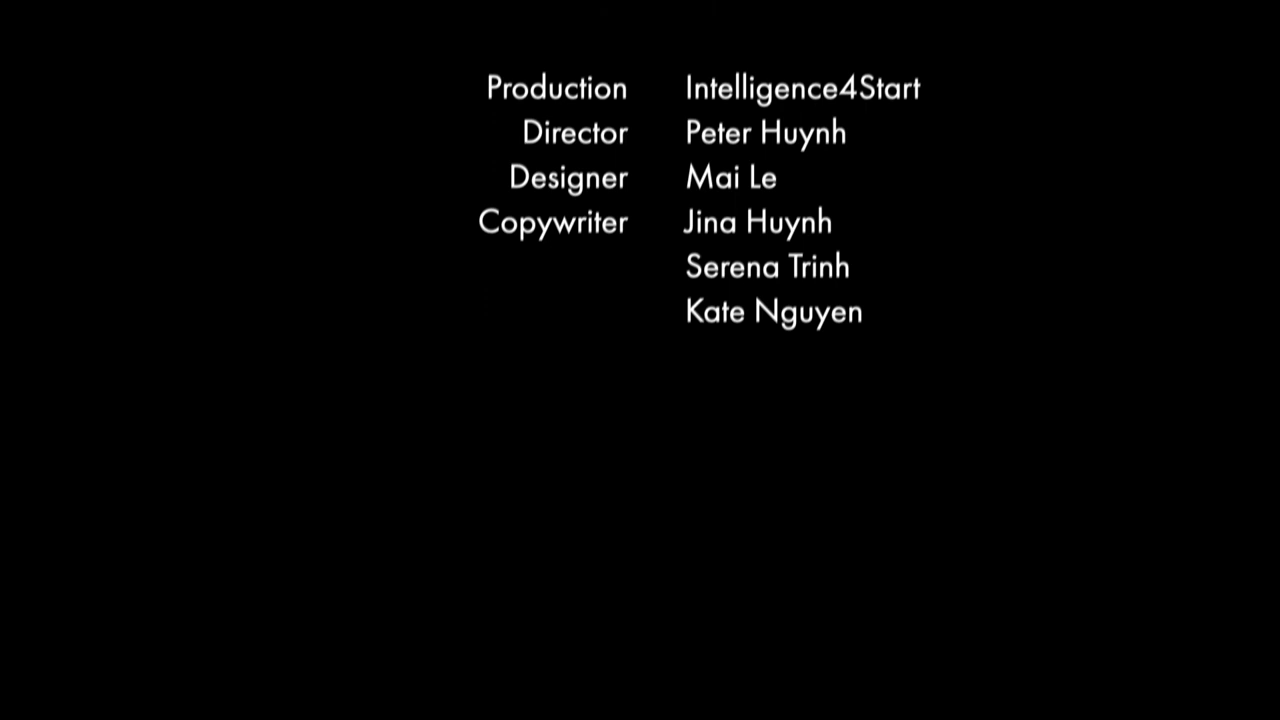 Production Intelligence4Start
Director Peter Huynh
Designer Mai Le
Copywriter Jina Huynh
Serena Trinh
Kate Nguyen